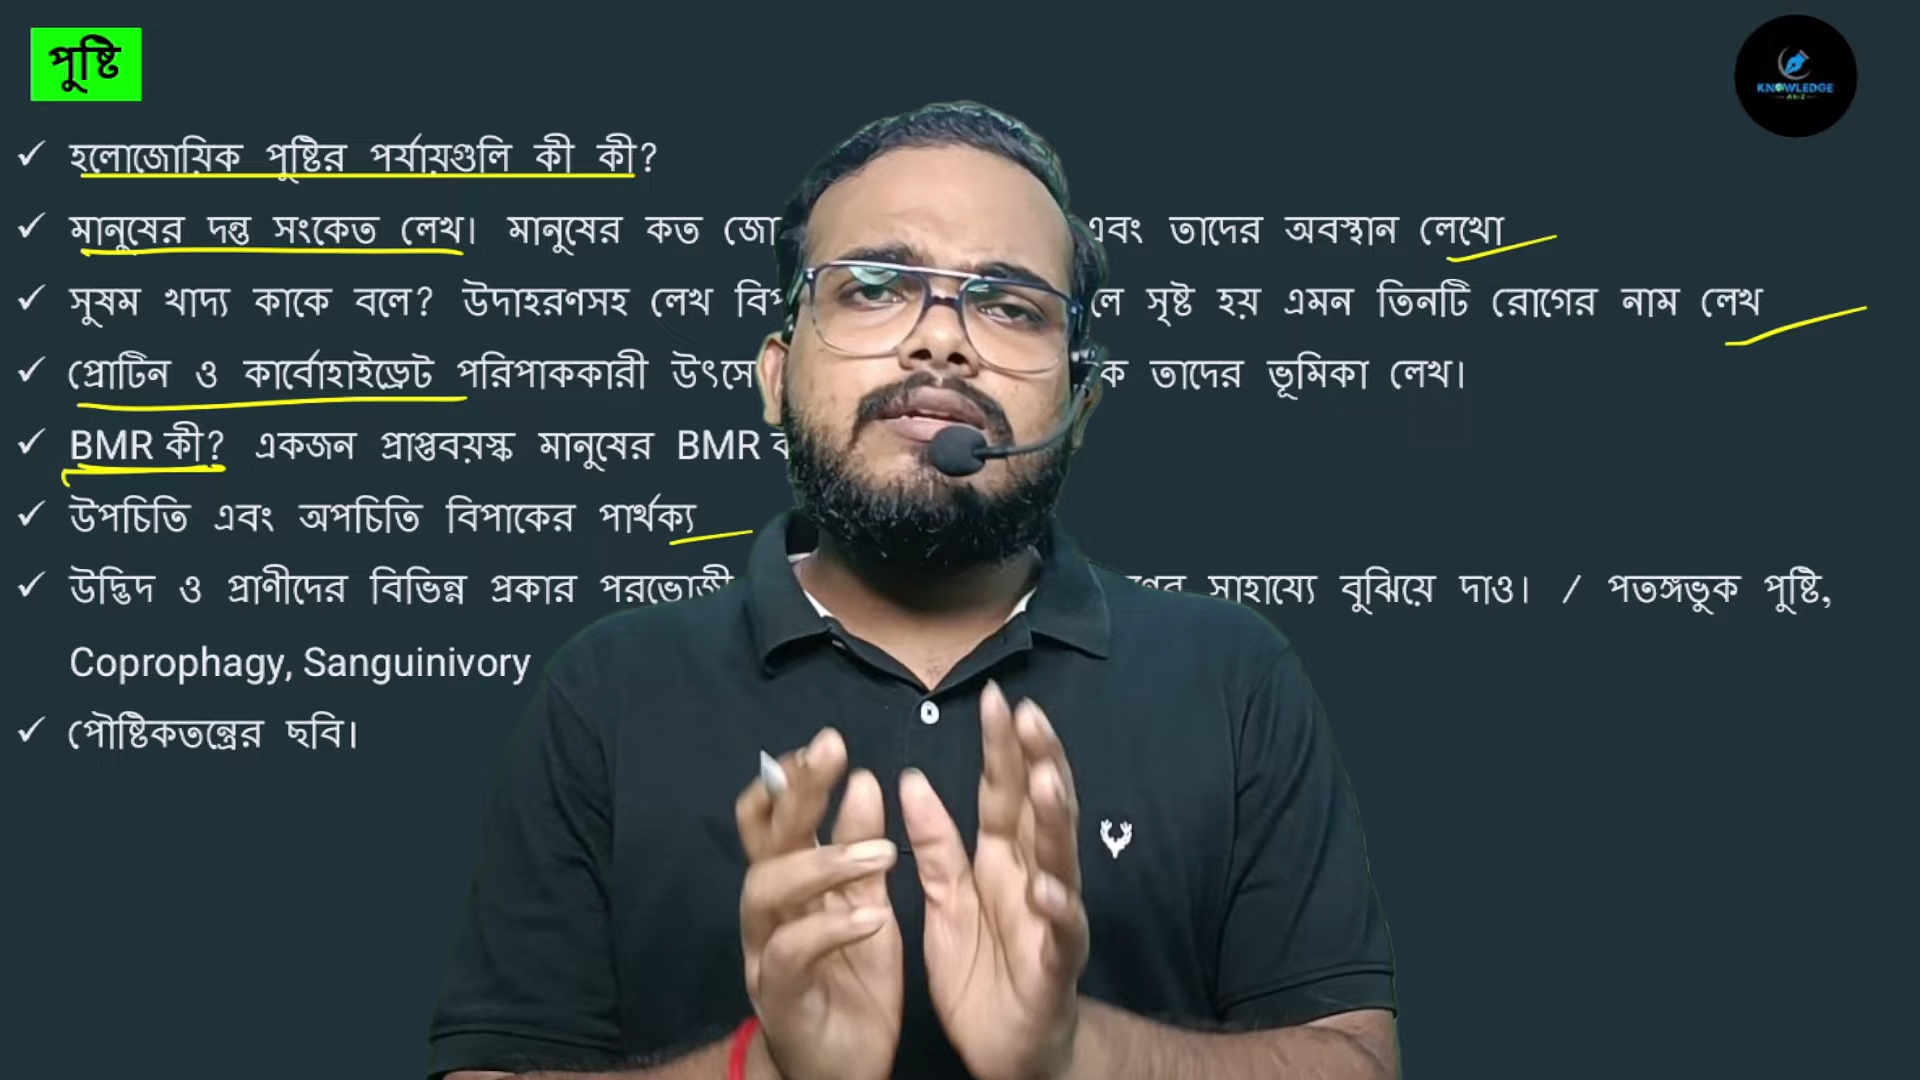 পুষ্টি
KNOWLEDGE
✓ হলোজোয়িক পুষ্টির পর্যায়গুলি কী কী?
✓ মানুষের দন্ত সংকেত লেখ। মানুষের কত এবং তাদের অবস্থান লেখো
✓ সুষম খাদ্য কাকে বলে? উদাহরণসহ লেখ সৃষ্ট হয় এমন তিনটি রোগের নাম লেখ
✓ প্রোটিন ও কার্বোহাইড্রেট পরিপাককারী তাদের ভূমিকা লেখ।
✓ BMR কী? একজন প্রাপ্তবয়স্ক মানুষের BMR
✓ উপচিতি এবং অপচিতি বিপাকের পার্থক্য
✓ উদ্ভিদ ও প্রাণীদের বিভিন্ন প্রকার সাহায্যে বুঝিয়ে দাও। / পতঙ্গভুক পুষ্টি,
Coprophagy, Sanguinivory
✓ পৌষ্টিকতন্ত্রের ছবি।